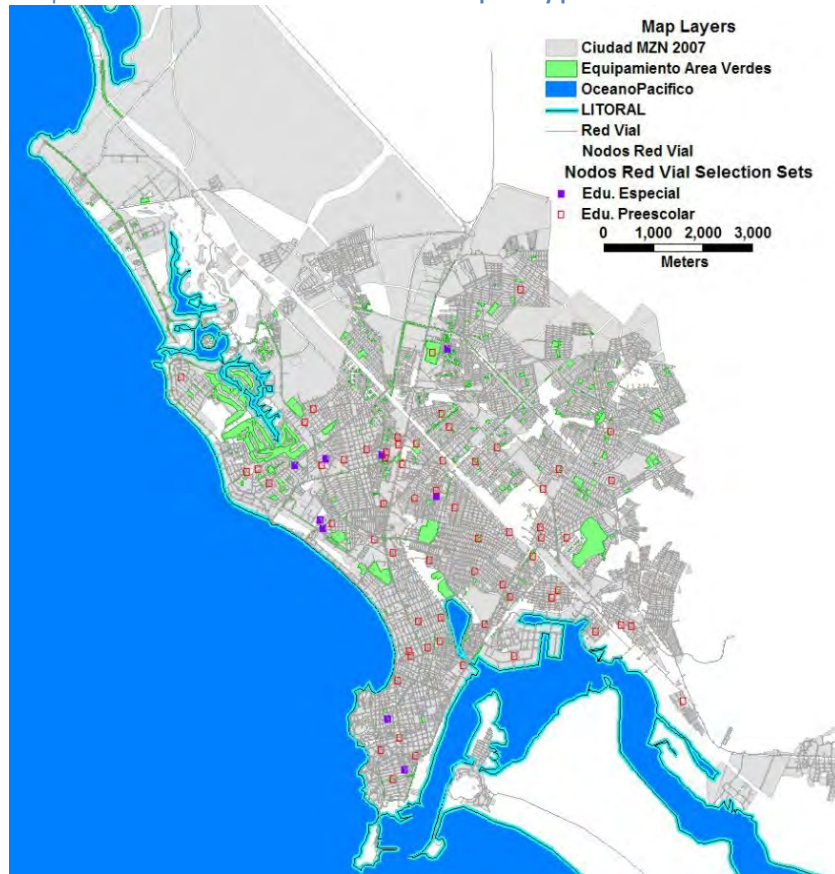 Map Layers
Ciudad MZN 2007
Equipamiento Area Verdes
OceanoPacifico
LITORAL
Red Vial
Nodos Red Vial
Nodos Red Vial Selection Sets
Edu. Especial
Edu. Preescolar
0 1,000 2,000 3,000
Meters